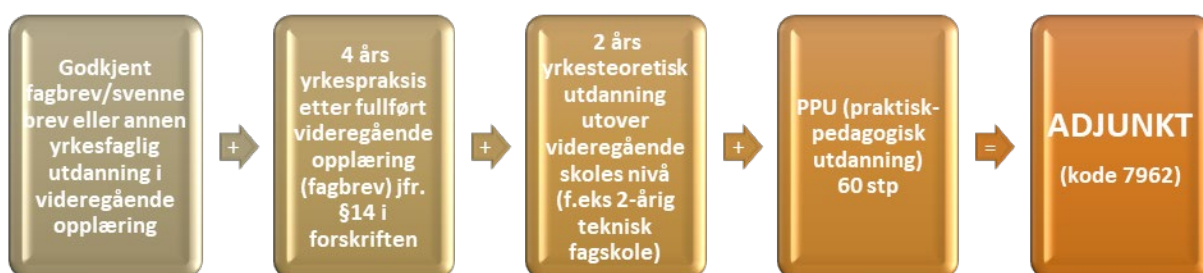 Godkjent
fagbrev/svenne
brev eller annen
yrkesfaglig
utdanning i
videregående
opplæring
+
4 års
yrkespraksis
etter fullført
videregående
opplæring
(fagbrev) jfr.
§14 i
forskriften
+
2 års
yrkesteoretisk
utdanning
utover
videregående
skoles nivå
(f.eks 2-årig
teknisk
fagskole)
+
PPU (praktisk-
pedagogisk
utdanning)
60 stp
=
ADJUNKT
(kode 7962)